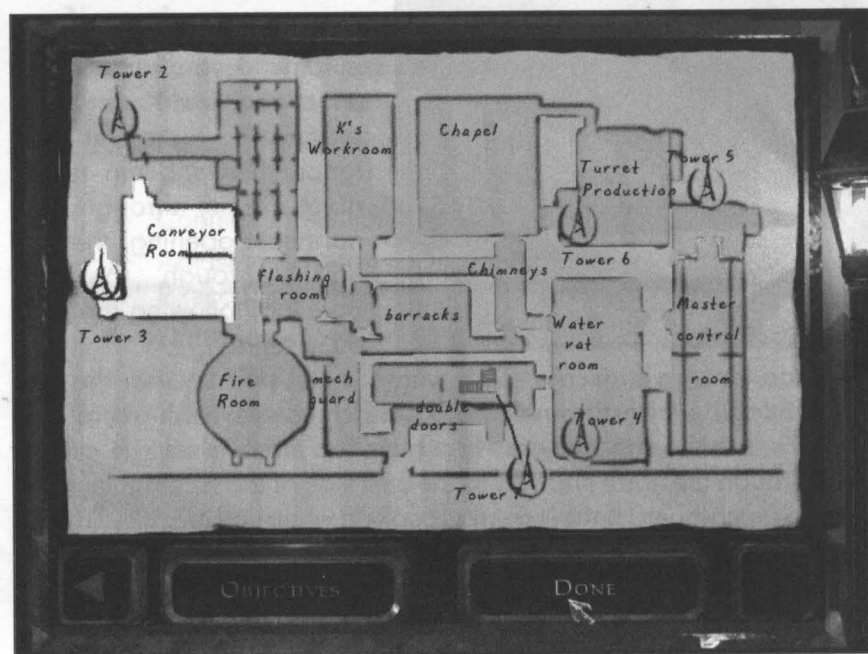 Tower 2
K's
Workroom
Chapel
Turret
Production
Tower 5
Conveyor
Room
Tower 6
flashing
room
Chimneys
Tower 3
barracks
Water
vat
room
Master
control
room
Fire
Room
mech
guard
double
doors
Tower 4
Tower
OBJECTIVES
DONE